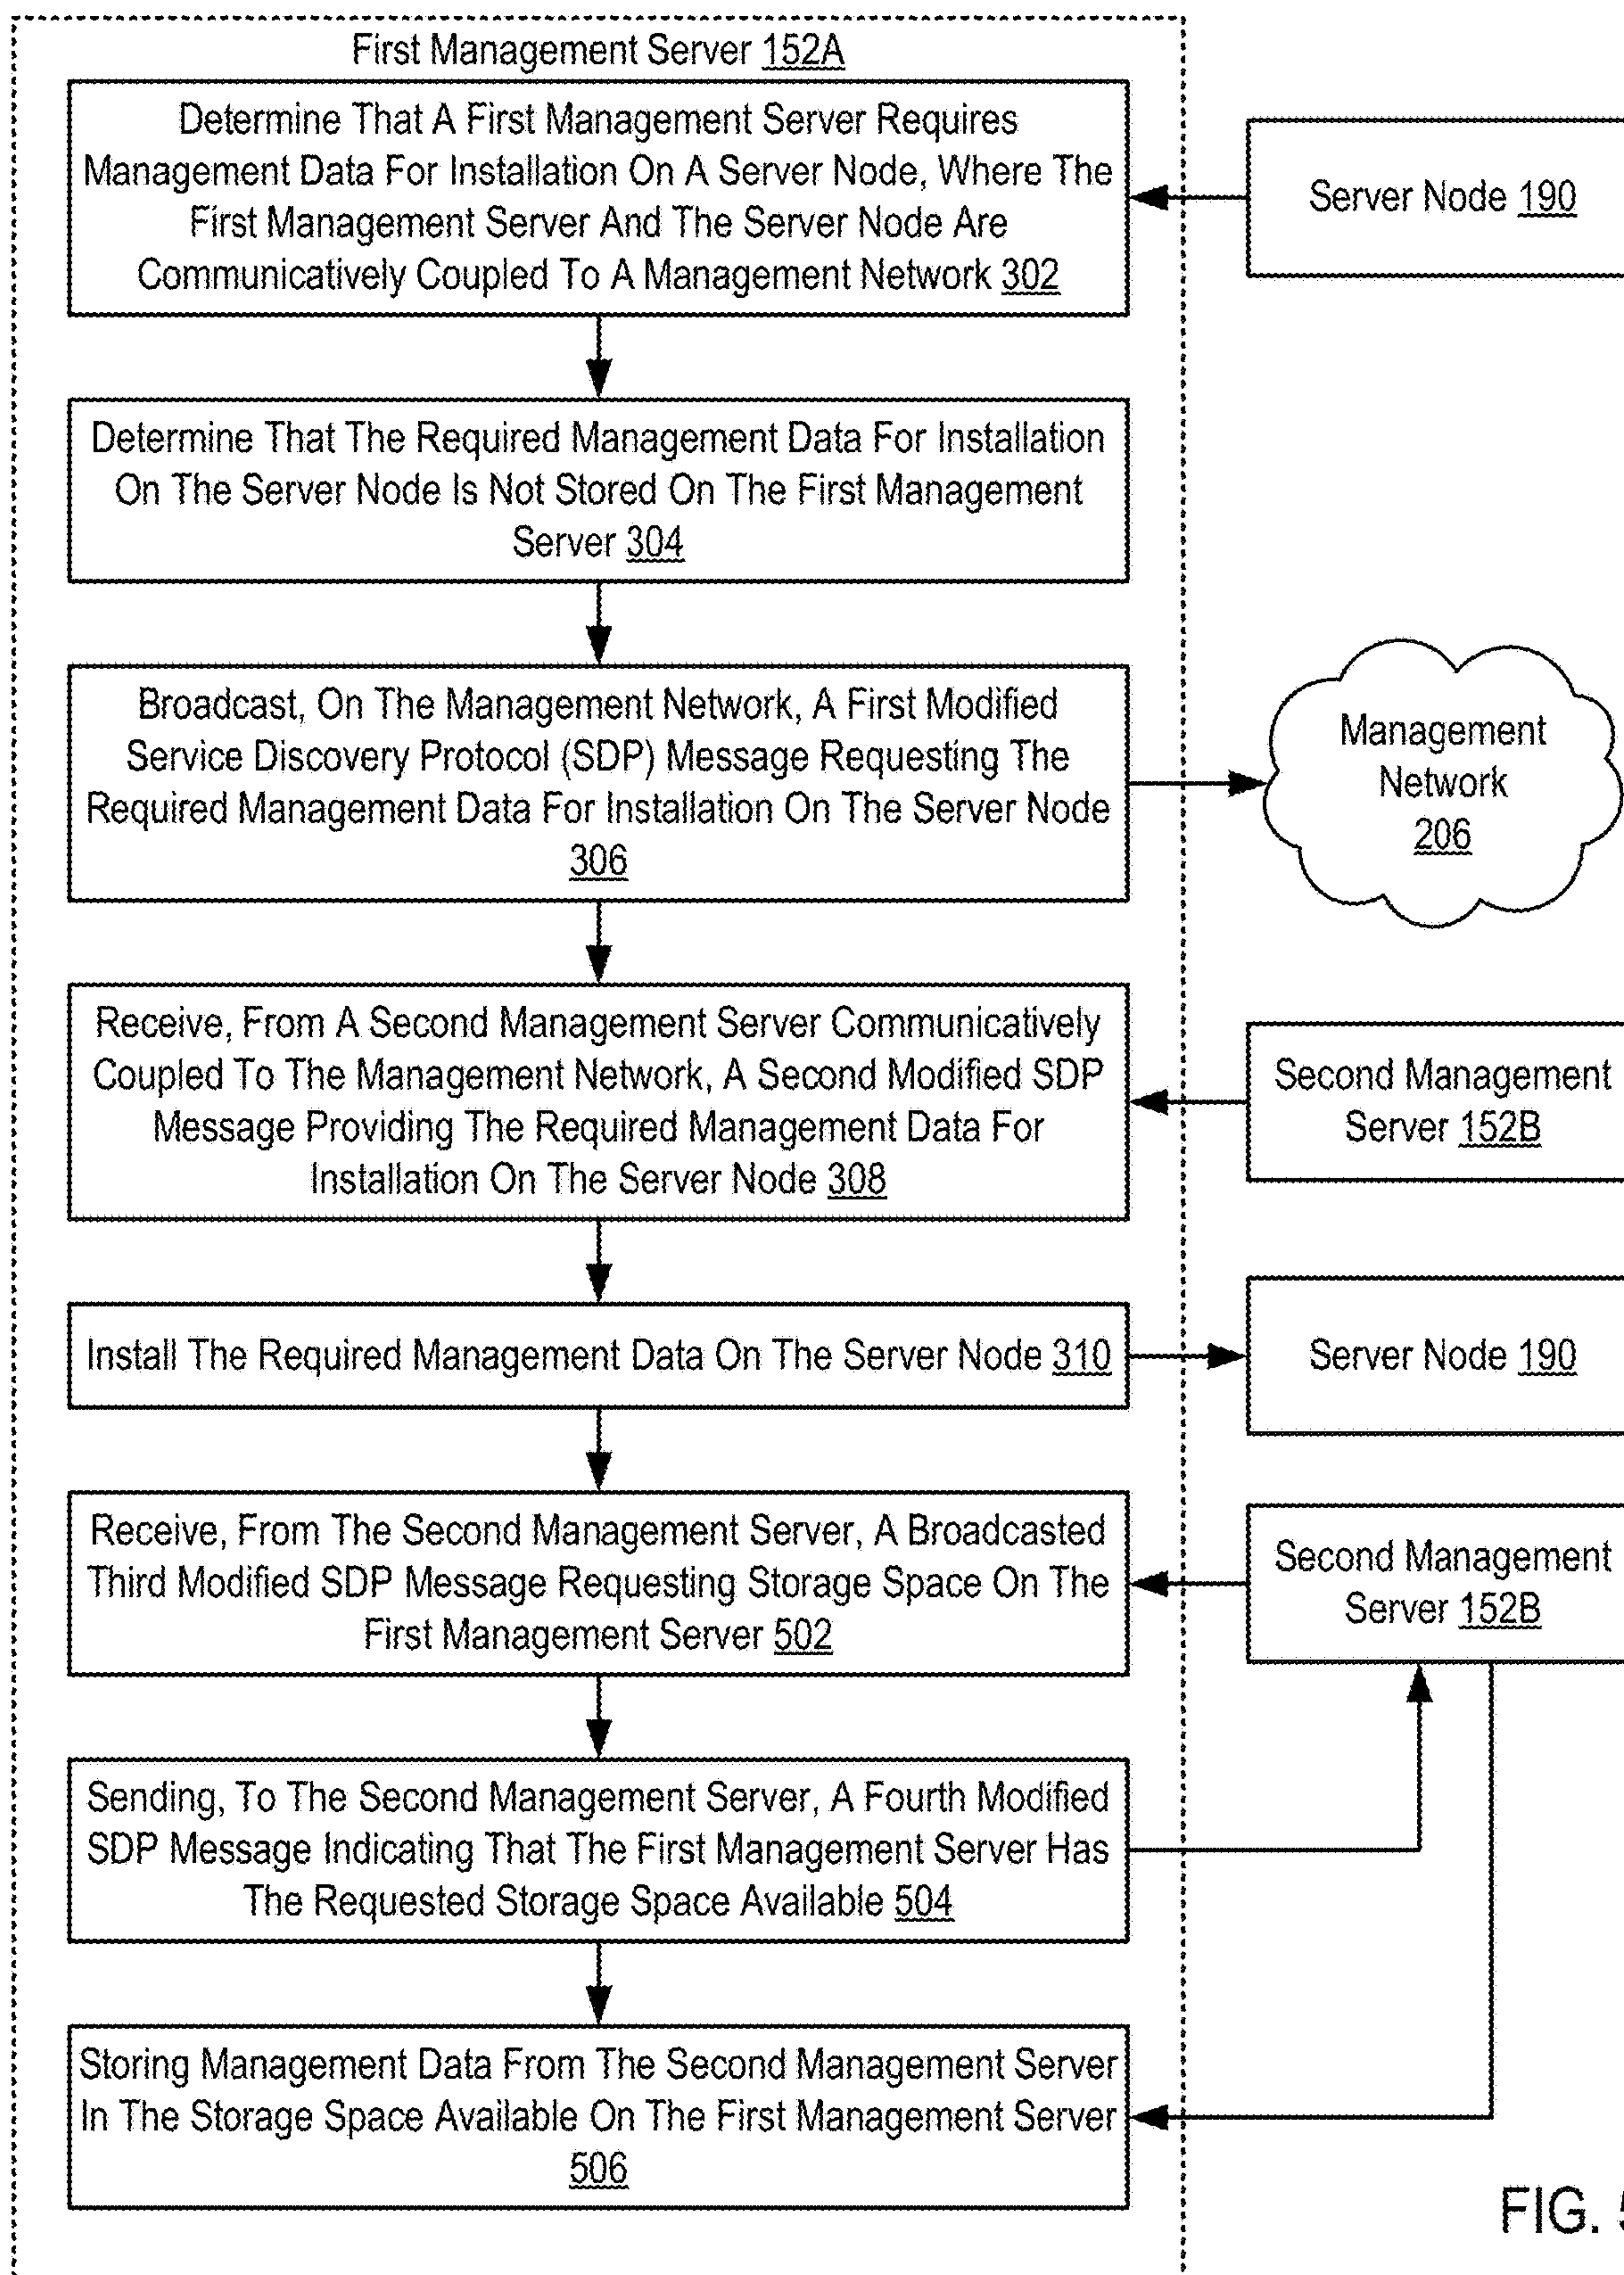 First Management Server 152A
Determine That A First Management Server Requires
Management Data For Installation On A Server Node, Where The
First Management Server And The Server Node Are
Communicatively Coupled To A Management Network 302
Server Node 190
Determine That The Required Management Data For Installation
On The Server Node Is Not Stored On The First Management
Server 304
Broadcast, On The Management Network, A First Modified
Service Discovery Protocol (SDP) Message Requesting The
Required Management Data For Installation On The Server Node
306
Management
Network
206
Receive, From A Second Management Server Communicatively
Coupled To The Management Network, A Second Modified SDP
Message Providing The Required Management Data For
Installation On The Server Node 308
Second Management
Server 152B
Install The Required Management Data On The Server Node 310
Server Node 190
Receive, From The Second Management Server, A Broadcasted
Third Modified SDP Message Requesting Storage Space On The
First Management Server 502
Second Management
Server 152B
Sending, To The Second Management Server, A Fourth Modified
SDP Message Indicating That The First Management Server Has
The Requested Storage Space Available 504
Storing Management Data From The Second Management Server
In The Storage Space Available On The First Management Server
506
FIG. 5